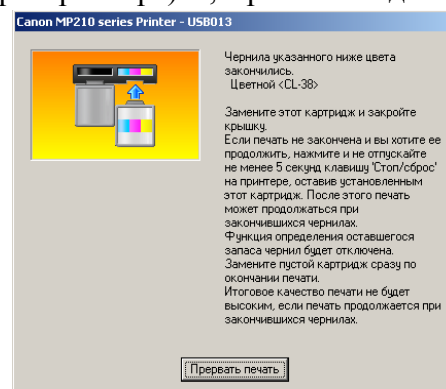 Canon MP210 series Printer - USB013
Чернила указанного ниже цвета
закончились.
Цветной <CL-38>
Замените этот картридж и закройте
крышку.
Если печать не закончена и вы хотите ее
продолжить, нажмите и не отпускайте
не менее 5 секунд клавишу 'Стоп/сброс'
на принтере, оставив установленным
этот картридж. После этого печать
может продолжаться при
закончившихся чернилах.
Функция определения оставшегося
запаса чернил будет отключена.
Замените пустой картридж сразу по
окончании печати.
Итоговое качество печати не будет
высоким, если печать продолжается при
закончившихся чернилах.
Прервать печать